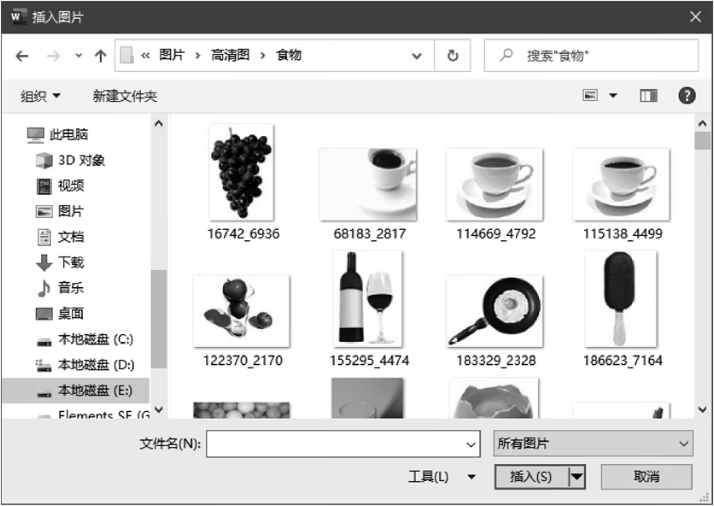 W 插入图片
« 图片 › 高清图 › 食物
搜索"食物"
组织
新建文件夹
此电脑
3D 对象
视频
图片
文档
下载
音乐
桌面
本地磁盘 (C:)
本地磁盘 (D:)
本地磁盘 (E:)
Elements SE (G
16742_6936
68183_2817
114669_4792
115138_4499
122370_2170
155295_4474
183329_2328
186623_7164
文件名(N):
所有图片
工具(L)
插入(S)
取消